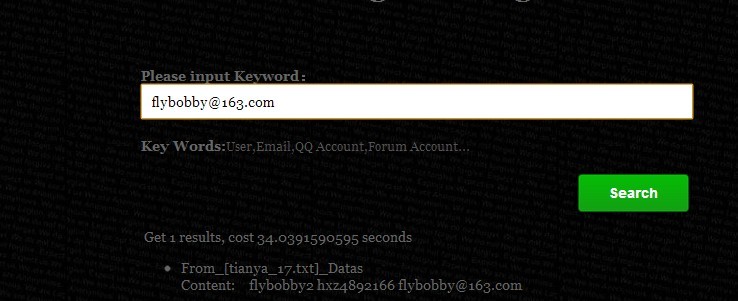 Please input Keyword:
flybobby@163.com
Key Words:User,Email,QQ Account,Forum Account...
Search
Get 1 results, cost 34.0391590595 seconds
From_[tianya_17.txt]_Datas
Content: flybobby2 hxz4892166 flybobby@163.com